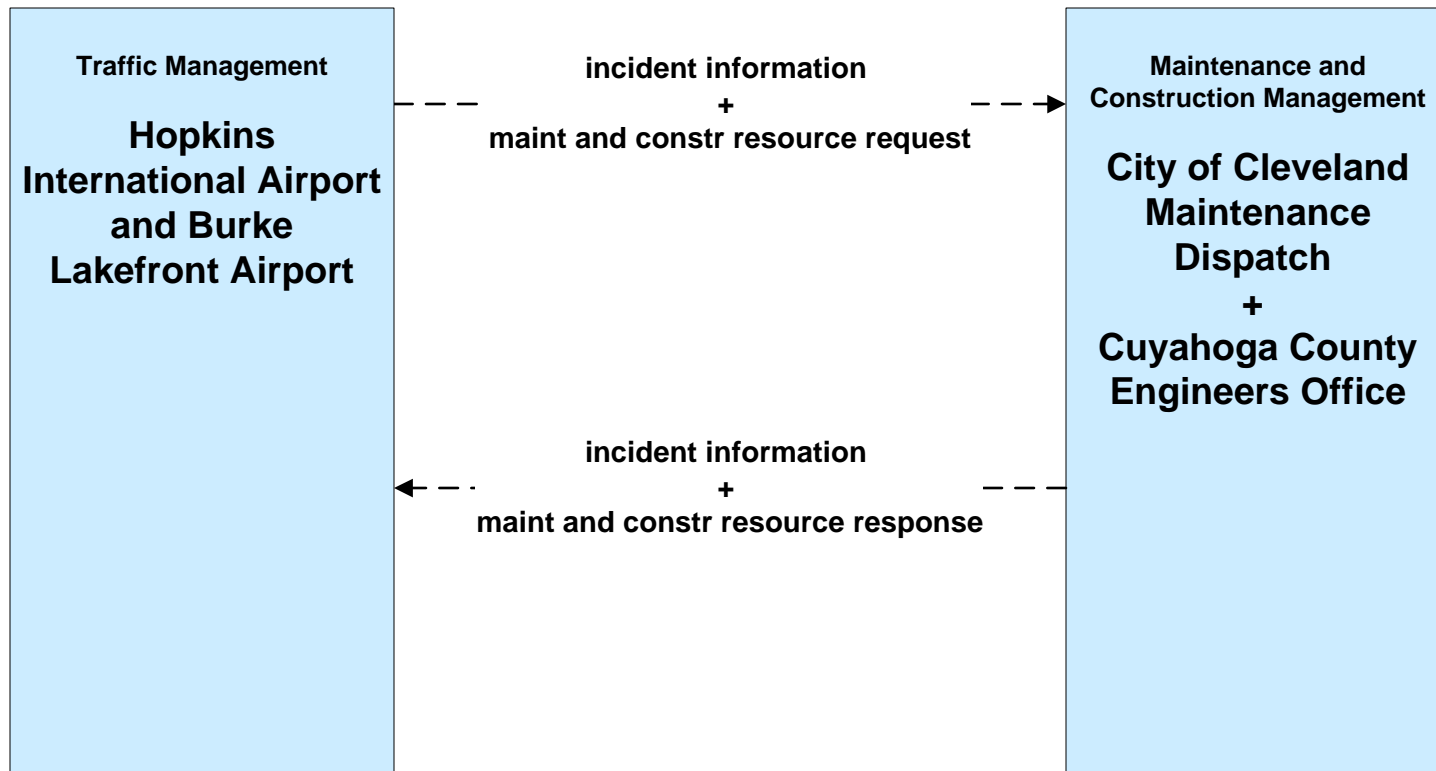 Traffic Management
Hopkins
International Airport
and Burke
Lakefront Airport
incident information
+
maint and constr resource request
incident information
+
maint and constr resource response
Maintenance and
Construction Management
City of Cleveland
Maintenance
Dispatch
+
Cuyahoga County
Engineers Office